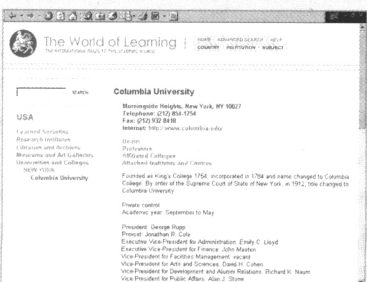 The World of Learning
HOME · ADVANCED SEARCH · HELP
COUNTRY INSTITUTION SUBJECT
SEARCH
Columbia University
Morningside Heights, New York, NY 10027
Telephone: (212) 854-1754
Fax: (212) 932-8418
Internet: http://www.columbia.edu
USA
Learned Societies
Research Institutes
Libraries and Archives
Museums and Art Galleries
Universities and Colleges
NEW YORK
Columbia University
Deans
Professors
Affiliated Colleges
Attached Institutes and Centres
Founded as King's College 1754; incorporated in 1784 and name changed to Columbia
College. By order of the Supreme Court of State of New York, in 1912, title changed to
Columbia University.
Private control
Academic year: September to May
President: George Rupp
Provost: Jonathan R. Cole
Executive Vice-President for Administration: Emily C. Lloyd
Executive Vice-President for Finance: John Masten
Vice-President for Facilities Management: vacant
Vice-President for Arts and Sciences: David H. Cohen
Vice-President for Development and Alumni Relations: Richard K. Naum
Vice-President for Public Affairs: Alan J. Stone